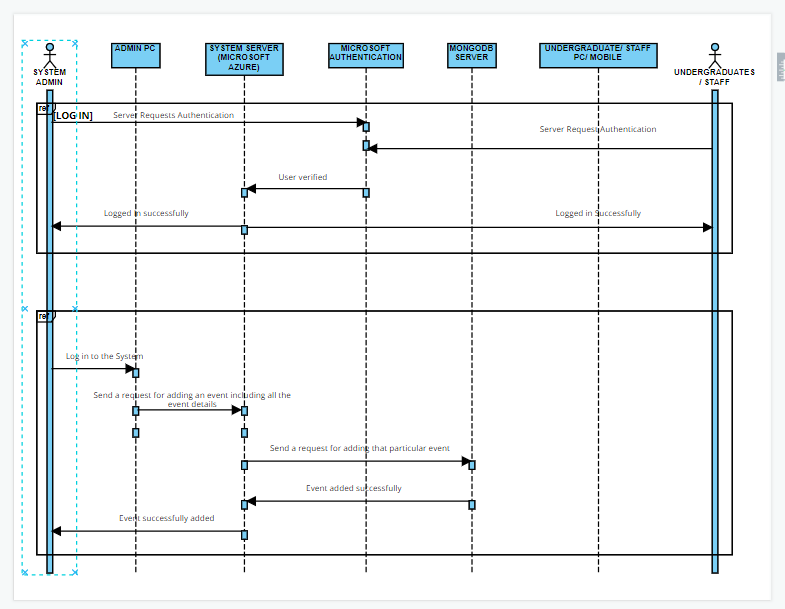 SYSTEM
ADMIN
ADMIN PC
SYSTEM SERVER
(MICROSOFT
AZURE)
MICROSOFT
AUTHENTICATION
MONGODB
SERVER
UNDERGRADUATE/ STAFF
PC/ MOBILE
UNDERGRADUATES
/ STAFF
ref
[LOG IN]
Server Requests Authentication
Server Request Authentication
User verified
Logged in successfully
Logged in Successfully
ref
Log in to the System
Send a request for adding an event including all the
event details
Send a request for adding that particular event
Event added successfully
Event successfully added